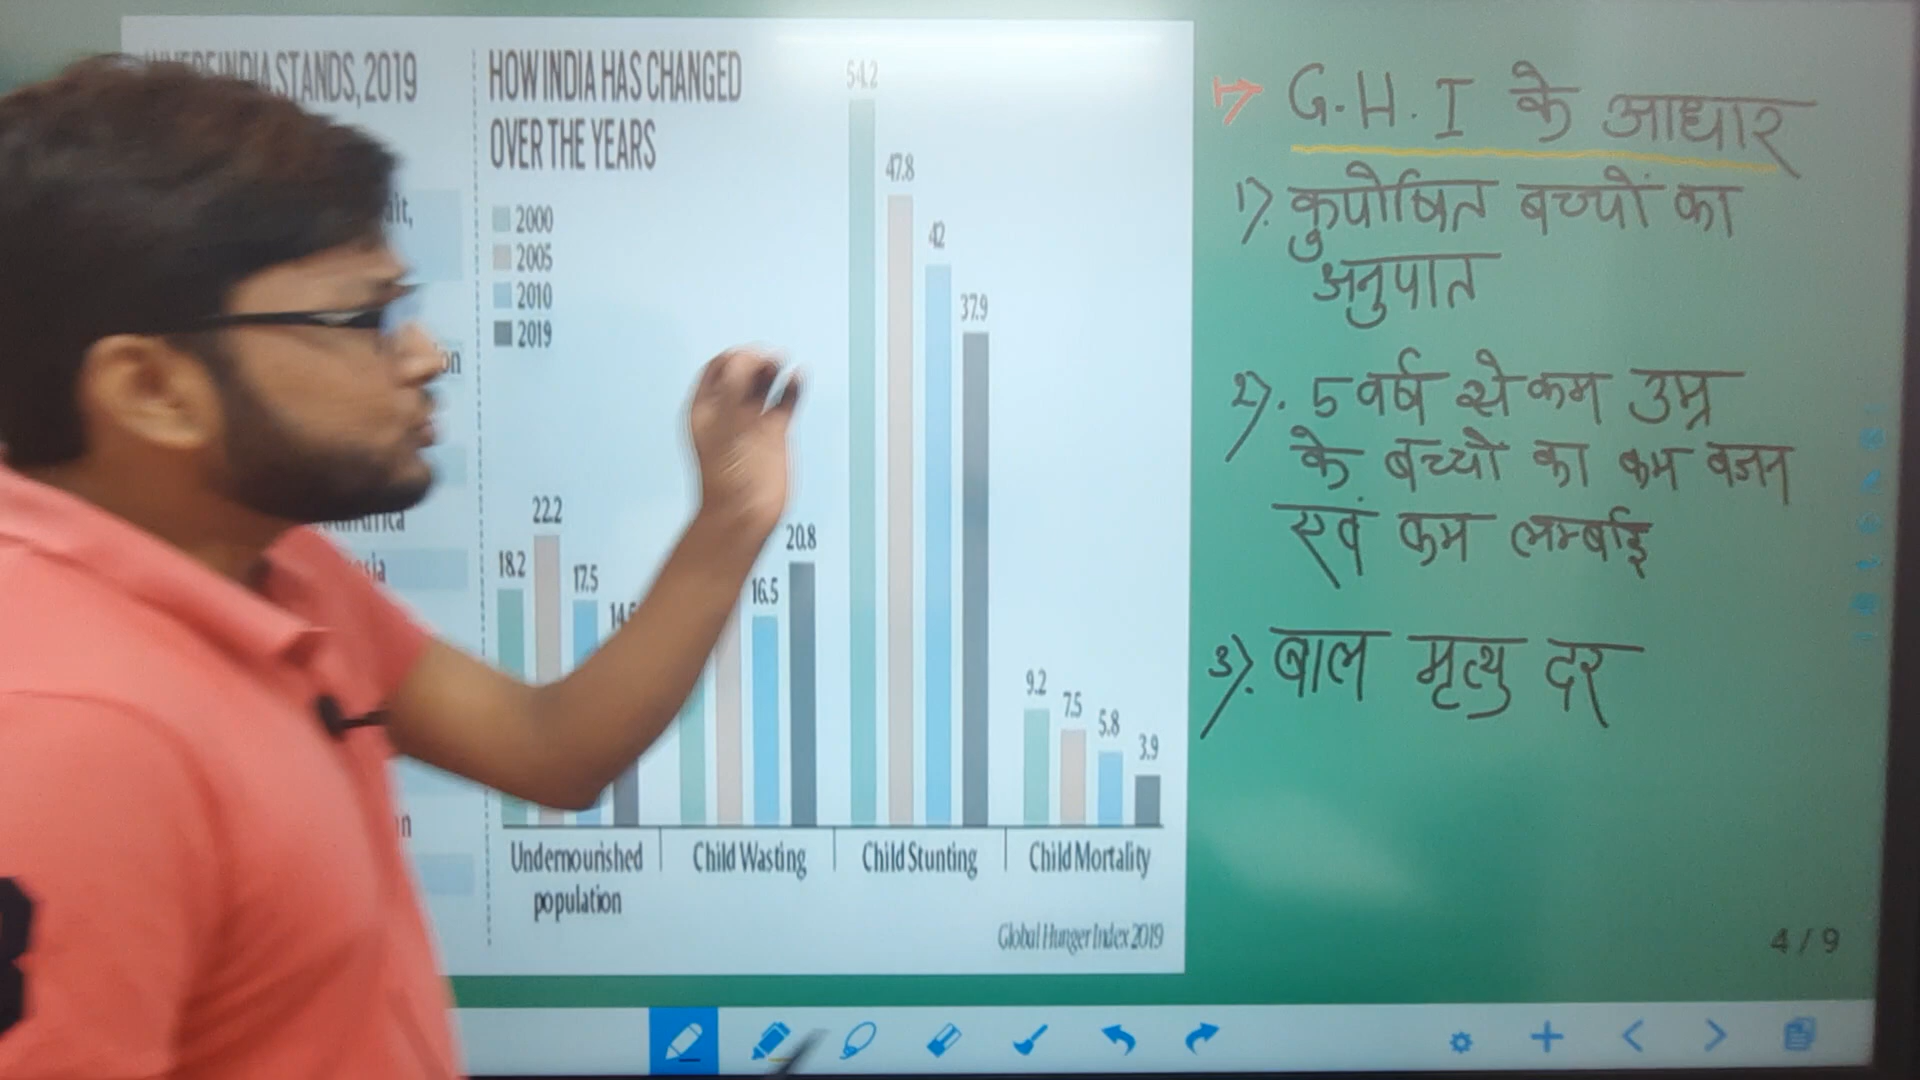 STANDS, 2019
HOW INDIA HAS CHANGED
OVER THE YEARS
2000
2005
2010
2019
18.2
22.2
17.5
16.5
20.8
54.2
47.8
42
37.9
9.2
7.5
5.8
3.9
Undernourished
population
Child Wasting
Child Stunting
Child Mortality
Global Hunger Index 2019
G.H.I के आधार
1). कुपोषित बच्चों का
अनुपात
2). 5 वर्ष से कम उम्र
के बच्चों का कम वजन
एवं कम लम्बाई
3). बाल मृत्यु दर
4 / 9